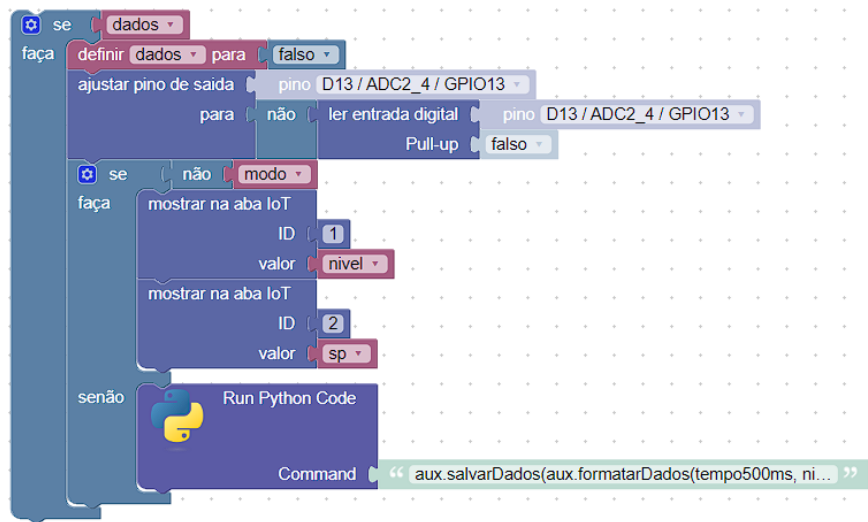 se dados
faça definir dados para falso
ajustar pino de saida pino D13 / ADC2_4 / GPIO13
para não ler entrada digital pino D13 / ADC2_4 / GPIO13
Pull-up falso
se não modo
faça mostrar na aba IoT
ID 1
valor nivel
mostrar na aba IoT
ID 2
valor sp
senão Run Python Code
Command “ aux.salvarDados(aux.formatarDados(tempo500ms, ni... ”